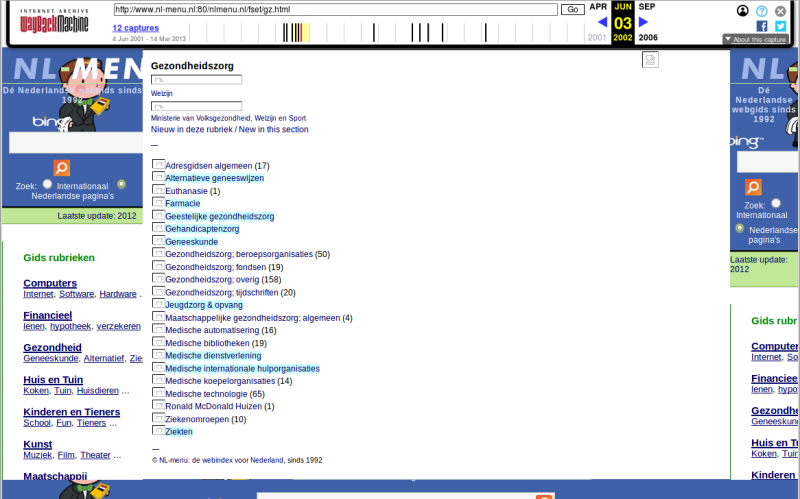 INTERNET ARCHIVE
WayBackMachine
http://www.nl-menu.nl:80/nlmenu.nl/fset/gz.html
Go
APR JUN SEP
12 captures
4 Jun 2001 - 14 Mar 2013
03
2001 2002 2006
About this capture
NL-MEN
Dé Nederlandse webgids sinds
1992
bing
Zoek: Internationaal
Nederlandse pagina's
Laatste update: 2012
Gids rubrieken
Computers
Internet, Software, Hardware .
Financieel
lenen, hypotheek, verzekeren
Gezondheid
Geneeskunde, Alternatief, Zie
Huis en Tuin
Koken, Tuin, Huisdieren ...
Kinderen en Tieners
School, Fun, Tieners ...
Kunst
Muziek, Film, Theater ...
Maatschappij
Gezondheidszorg
Welzijn
Ministerie van Volksgezondheid, Welzijn en Sport
Nieuw in deze rubriek / New in this section
Adresgidsen algemeen (17)
Alternatieve geneeswijzen
Euthanasie (1)
Farmacie
Geestelijke gezondheidszorg
Gehandicaptenzorg
Geneeskunde
Gezondheidszorg; beroepsorganisaties (50)
Gezondheidszorg; fondsen (19)
Gezondheidszorg; overig (158)
Gezondheidszorg; tijdschriften (20)
Jeugdzorg & opvang
Maatschappelijke gezondheidszorg; algemeen (4)
Medische automatisering (16)
Medische bibliotheken (19)
Medische dienstverlening
Medische internationale hulporganisaties
Medische koepelorganisaties (14)
Medische technologie (65)
Ronald McDonald Huizen (1)
Ziekenomroepen (10)
Ziekten
© NL-menu: de webindex voor Nederland, sinds 1992
NL-
Dé
Nederlandse
webgids sinds
1992
bing
Zoek:
Internationaal
Nederlandse
pagina's
Laatste update:
2012
Gids rubr
Computer
Internet, So
Financiee
lenen, hypo
Gezondhe
Geneeskun
Huis en T
Koken, Tuin
Kinderen